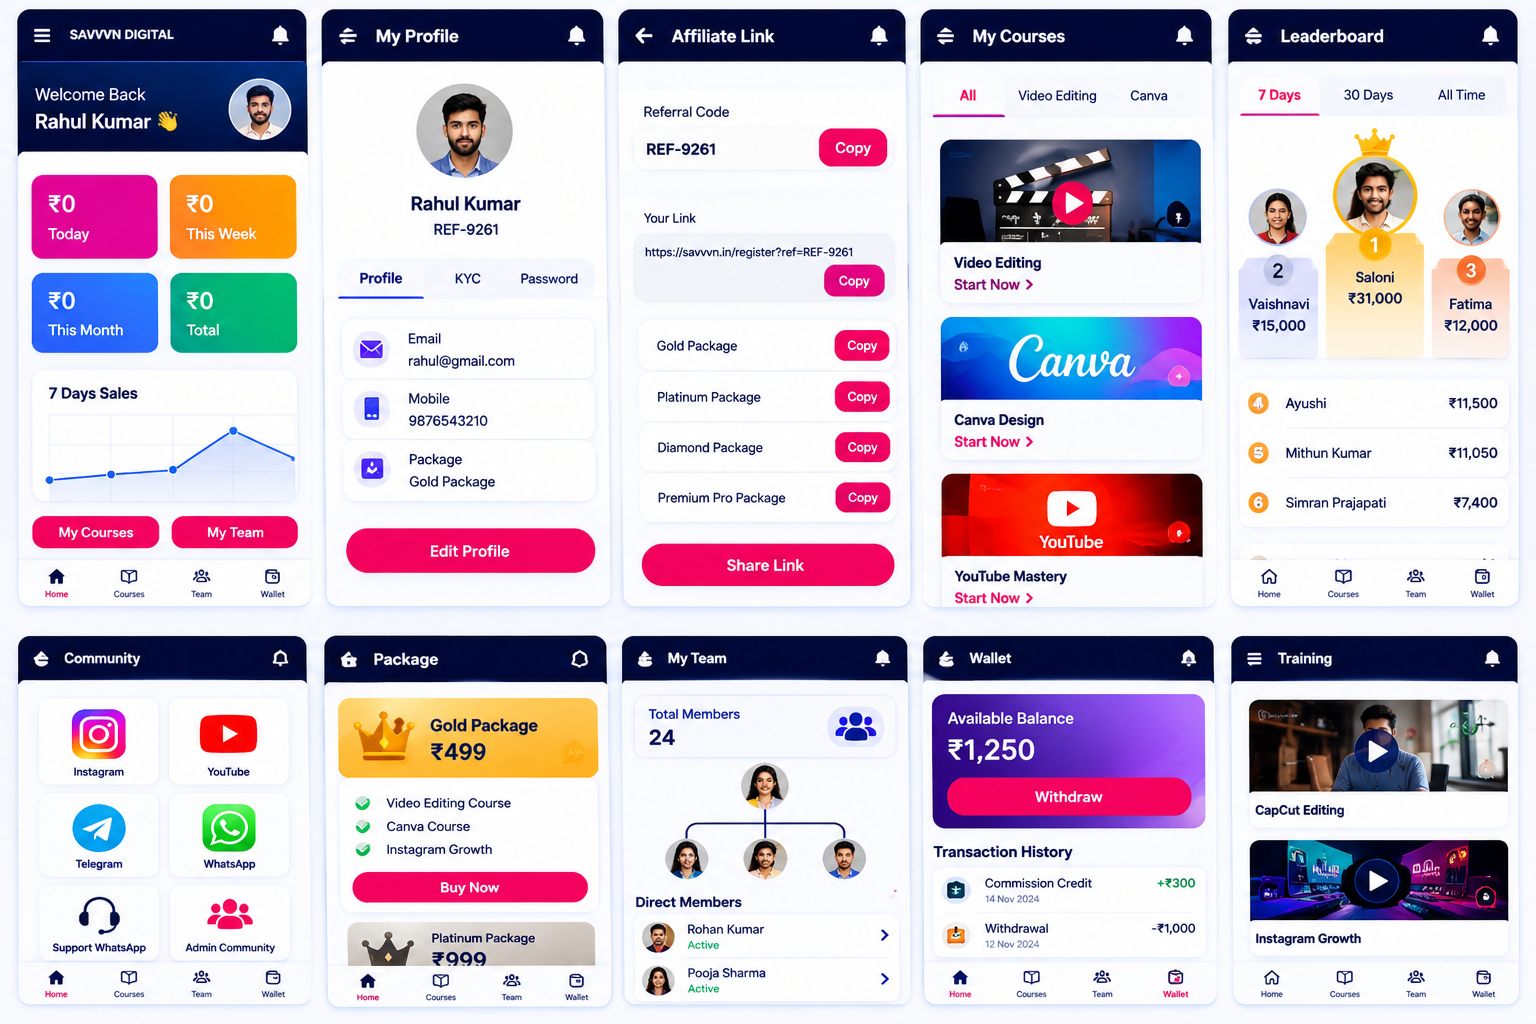 SAVVVN DIGITAL
Welcome Back
Rahul Kumar 👋
₹0
Today
₹0
This Week
₹0
This Month
₹0
Total
7 Days Sales
My Courses
My Team
Home
Courses
Team
Wallet
My Profile
Rahul Kumar
REF-9261
Profile
KYC
Password
Email
rahul@gmail.com
Mobile
9876543210
Package
Gold Package
Edit Profile
Affiliate Link
Referral Code
REF-9261
Copy
Your Link
https://savvvn.in/register?ref=REF-9261
Copy
Gold Package
Copy
Platinum Package
Copy
Diamond Package
Copy
Premium Pro Package
Copy
Share Link
My Courses
All
Video Editing
Canva
Video Editing
Start Now >
Canva
Canva Design
Start Now >
YouTube
YouTube Mastery
Start Now >
Leaderboard
7 Days
30 Days
All Time
1
2
3
Saloni
₹31,000
Vaishnavi
₹15,000
Fatima
₹12,000
4
Ayushi
₹11,500
5
Mithun Kumar
₹11,050
6
Simran Prajapati
₹7,400
Home
Courses
Team
Wallet
Community
Instagram
YouTube
Telegram
WhatsApp
Support WhatsApp
Admin Community
Home
Courses
Team
Wallet
Package
Gold Package
₹499
Video Editing Course
Canva Course
Instagram Growth
Buy Now
Platinum Package
₹999
Home
Courses
Team
Wallet
My Team
Total Members
24
Direct Members
Rohan Kumar
Active
Pooja Sharma
Active
Wallet
Available Balance
₹1,250
Withdraw
Transaction History
Commission Credit
14 Nov 2024
+₹300
Withdrawal
12 Nov 2024
-₹1,000
Home
Courses
Team
Wallet
Training
CapCut Editing
Instagram Growth
Home
Courses
Team
Wallet